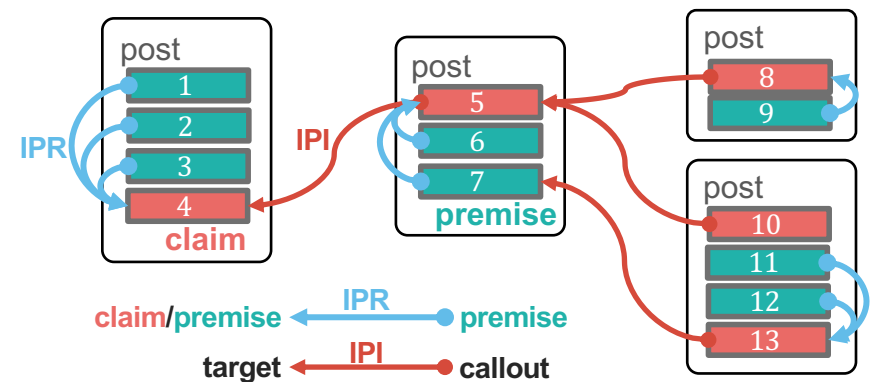 post
1
2
3
4
claim
IPR
IPI
post
5
6
7
premise
post
8
9
post
10
11
12
13
claim/premise IPR premise
target IPI callout